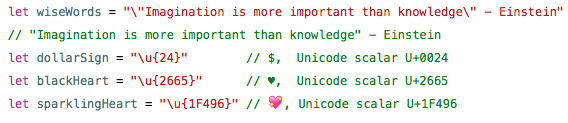 let wiseWords = "\"Imagination is more important than knowledge\" - Einstein"
// "Imagination is more important than knowledge" - Einstein
let dollarSign = "\u{24}"        // $,  Unicode scalar U+0024
let blackHeart = "\u{2665}"      // ♥,  Unicode scalar U+2665
let sparklingHeart = "\u{1F496}" // 💖, Unicode scalar U+1F496